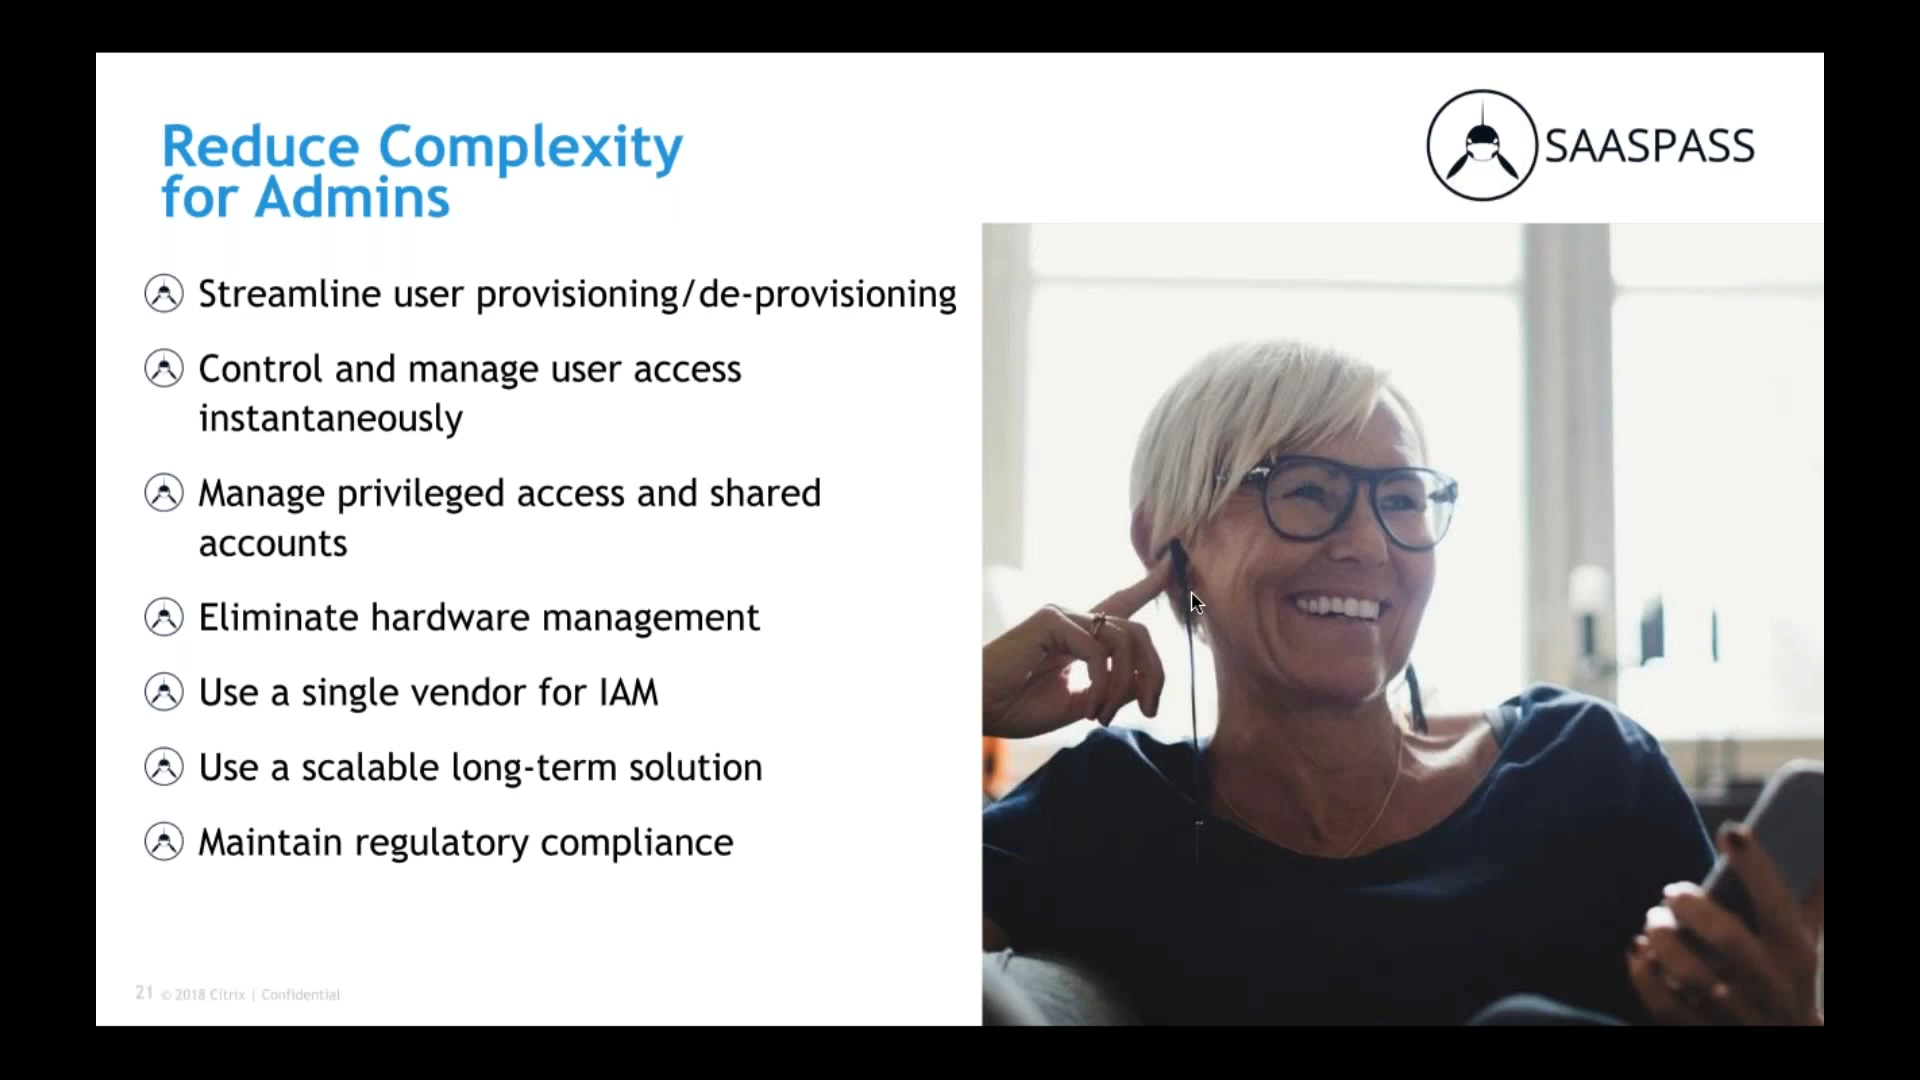 Reduce Complexity
for Admins
SAASPASS
Streamline user provisioning/de-provisioning
Control and manage user access
instantaneously
Manage privileged access and shared
accounts
Eliminate hardware management
Use a single vendor for IAM
Use a scalable long-term solution
Maintain regulatory compliance
21 © 2018 Citrix | Confidential